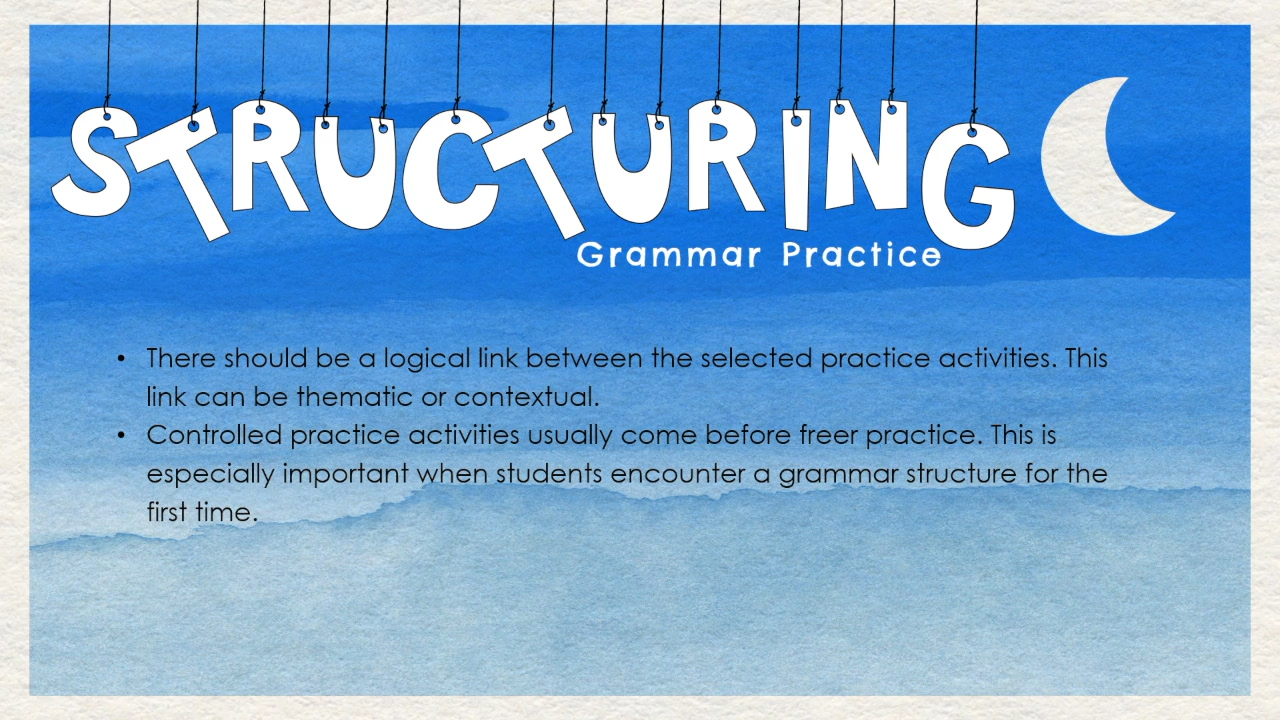 STRUCTURING
Grammar Practice
• There should be a logical link between the selected practice activities. This
link can be thematic or contextual.
• Controlled practice activities usually come before freer practice. This is
especially important when students encounter a grammar structure for the
first time.